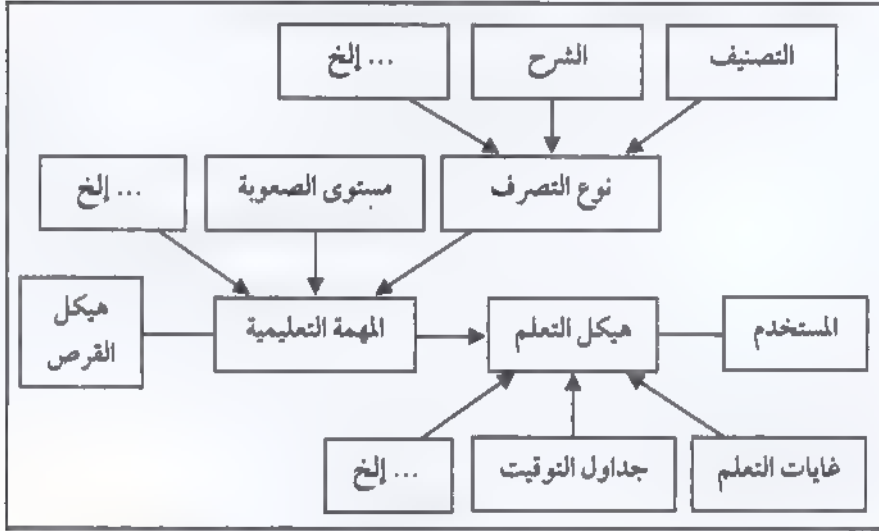 التصنيف
الشرح
... إلخ
نوع التصرف
مستوى الصعوبة
... إلخ
المستخدم
هيكل التعلم
المهمة التعليمية
هيكل
القرص
غايات التعلم
جداول التوقيت
... إلخ